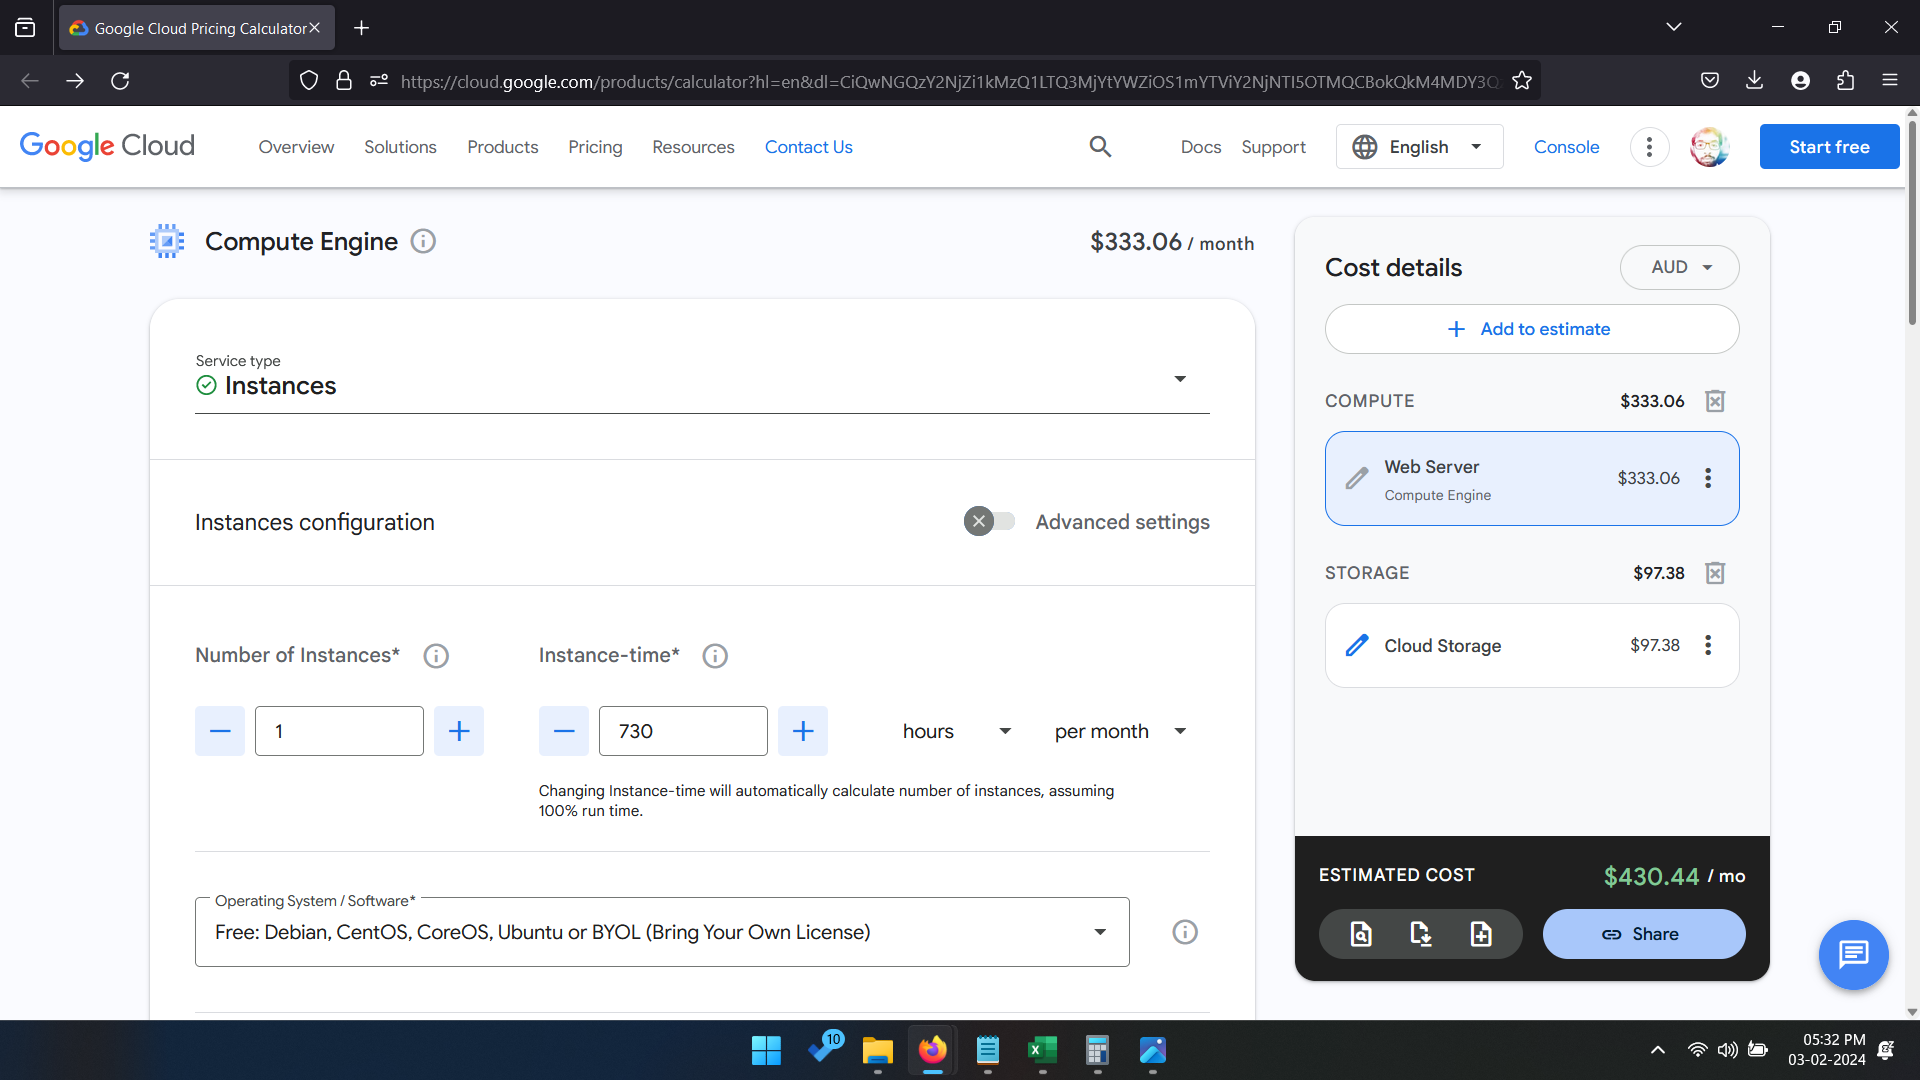 Google Cloud Pricing Calculator
https://cloud.google.com/products/calculator?hl=en&dl=CiQwNGQzY2NjZi1kMzQ1LTQ3MjYtYWZiOS1mYTViY2NjNTI5OTMQCBokQkM4MDY3Q
Google Cloud
Overview Solutions Products Pricing Resources Contact Us Docs Support English Console Start free
Compute Engine $333.06 / month
Service type
Instances
Instances configuration Advanced settings
Number of Instances* Instance-time*
1 730 hours per month
Changing Instance-time will automatically calculate number of instances, assuming
100% run time.
Operating System / Software*
Free: Debian, CentOS, CoreOS, Ubuntu or BYOL (Bring Your Own License)
Cost details AUD
Add to estimate
COMPUTE $333.06
Web Server $333.06
Compute Engine
STORAGE $97.38
Cloud Storage $97.38
ESTIMATED COST $430.44 / mo
Share
10
05:32 PM
03-02-2024